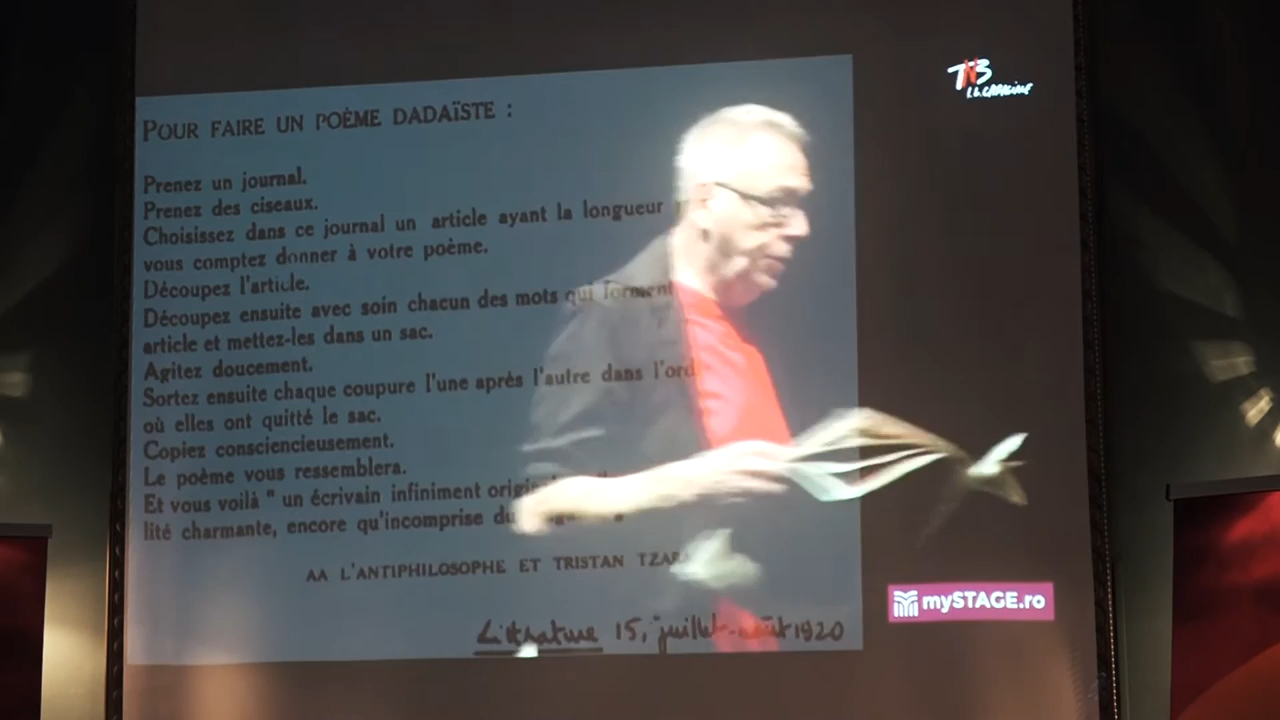 POUR FAIRE UN POÈME DADAÏSTE :
Prenez un journal.
Prenez des ciseaux.
Choisissez dans ce journal un article ayant la longueur
vous comptez donner à votre poème.
Découpez l'article.
Découpez ensuite avec soin chacun des mots qui forment
article et mettez-les dans un sac.
Agitez doucement.
Sortez ensuite chaque coupure l'une après l'autre dans l'ord
où elles ont quitté le sac.
Copiez consciencieusement.
Le poème vous ressemblera.
Et vous voilà " un écrivain infiniment
lité charmante, encore qu'incomprise du
AA L'ANTIPHILOSOPHE ET TRISTAN TZARA
Littérature 15, juillet-août 1920
TNB
I.L. CARAGIALE
mySTAGE.ro